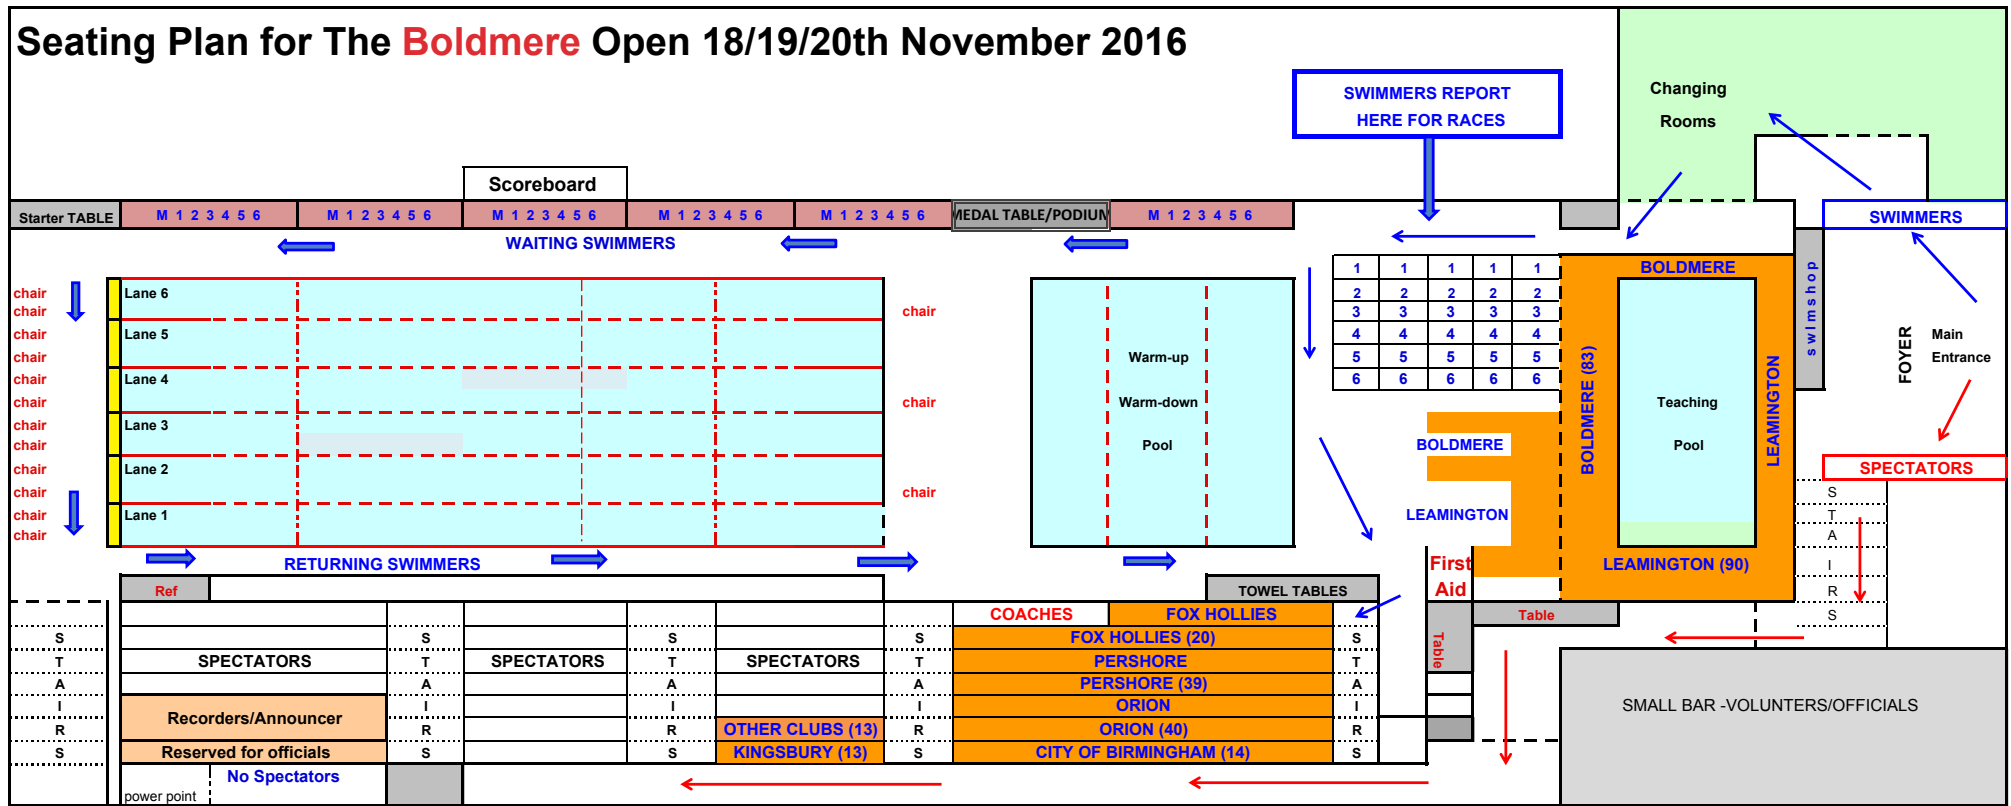 Seating Plan for The Boldmere Open 18/19/20th November 2016
SWIMMERS REPORT
HERE FOR RACES
Changing
Rooms
Scoreboard
Starter TABLE
M 1 2 3 4 5 6
M 1 2 3 4 5 6
M 1 2 3 4 5 6
M 1 2 3 4 5 6
M 1 2 3 4 5 6
MEDAL TABLE/PODIUM
M 1 2 3 4 5 6
SWIMMERS
WAITING SWIMMERS
chair
chair
chair
chair
chair
chair
chair
chair
chair
chair
chair
chair
Lane 6
Lane 5
Lane 4
Lane 3
Lane 2
Lane 1
chair
chair
chair
Warm-up
Warm-down
Pool
1 1 1 1 1
2 2 2 2 2
3 3 3 3 3
4 4 4 4 4
5 5 5 5 5
6 6 6 6 6
BOLDMERE
BOLDMERE (83)
Teaching
Pool
LEAMINGTON
swimshop
FOYER
Main
Entrance
BOLDMERE
LEAMINGTON
LEAMINGTON (90)
SPECTATORS
S
T
A
I
R
S
RETURNING SWIMMERS
First
Aid
Ref
TOWEL TABLES
Table
Table
COACHES
FOX HOLLIES
FOX HOLLIES (20)
PERSHORE
PERSHORE (39)
ORION
ORION (40)
CITY OF BIRMINGHAM (14)
S
T
A
I
R
S
SPECTATORS
Recorders/Announcer
Reserved for officials
S
T
A
I
R
S
SPECTATORS
S
T
A
I
R
S
SPECTATORS
OTHER CLUBS (13)
KINGSBURY (13)
S
T
A
I
R
S
S
T
A
I
R
S
SMALL BAR -VOLUNTERS/OFFICIALS
No Spectators
power point